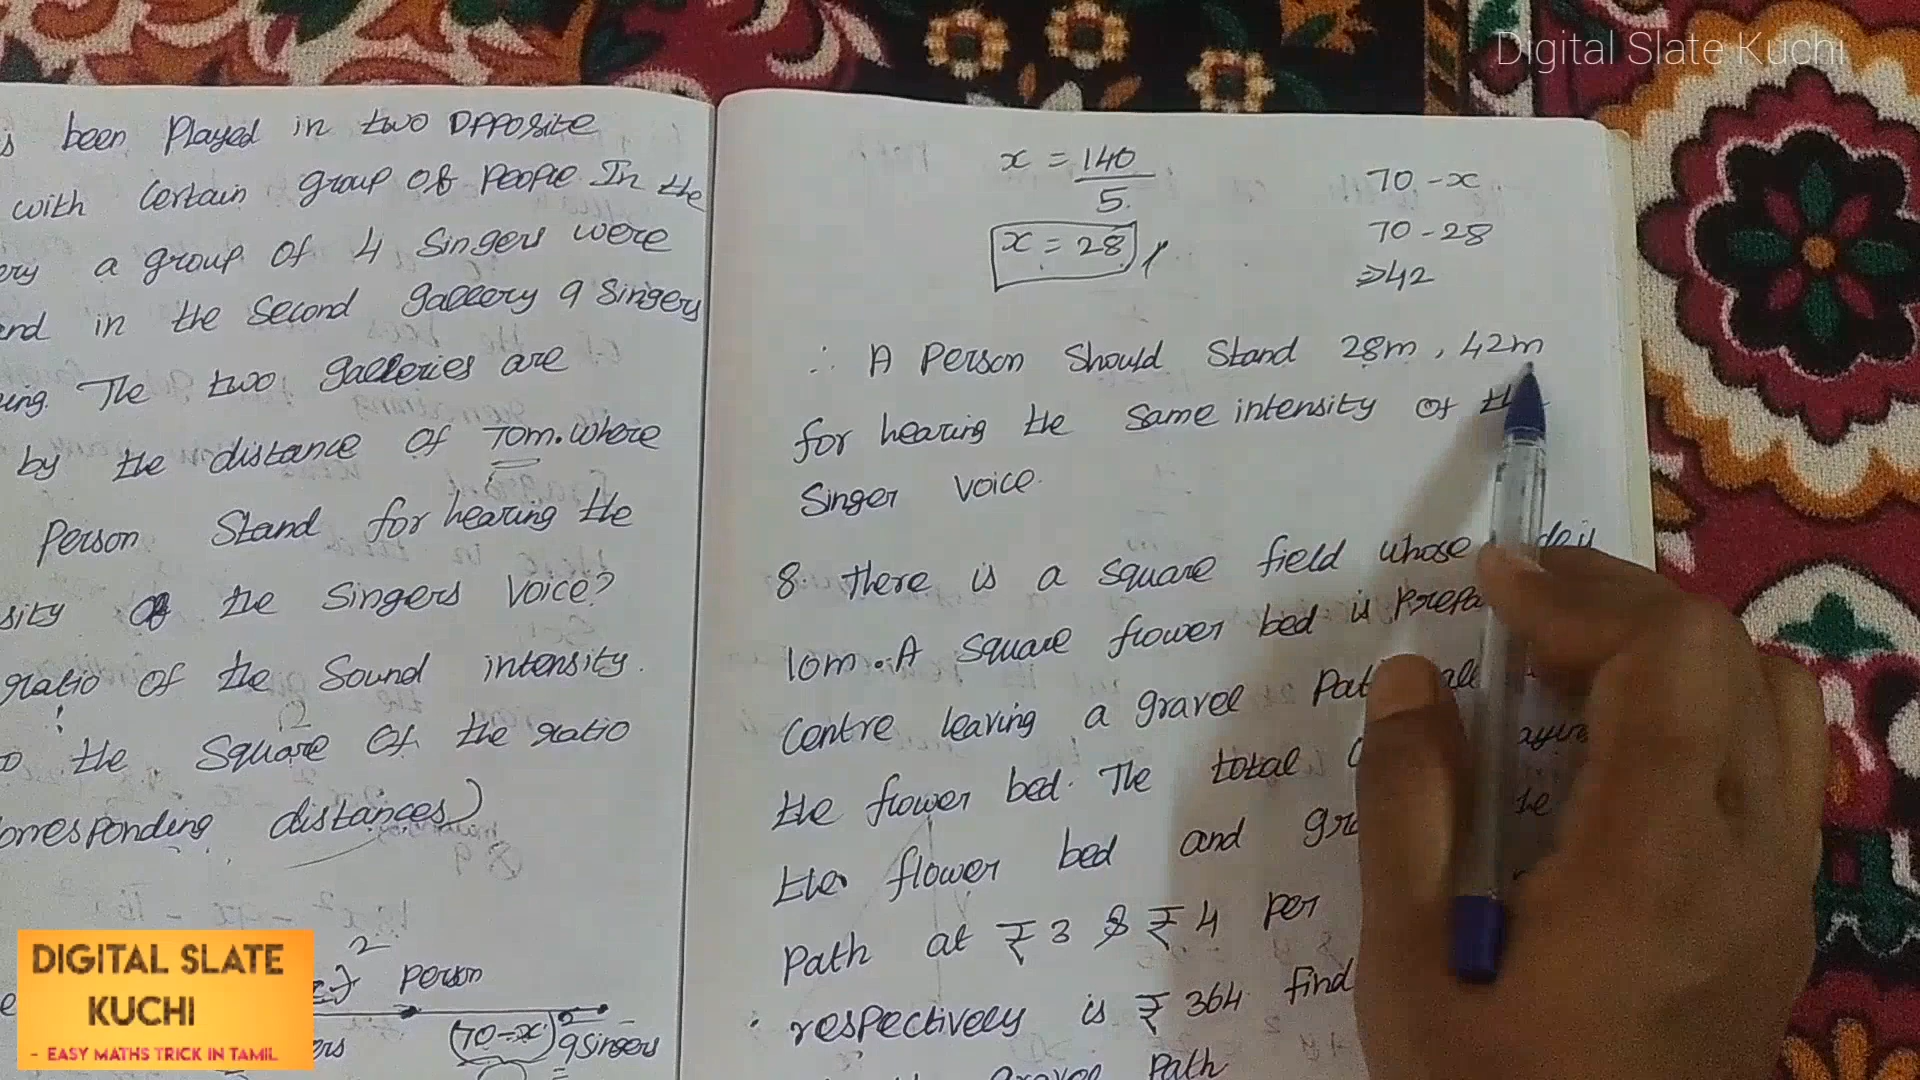 Digital Slate Kuchi
been Played in two opposite
with Certain group of people In the
a group of 4 Singers were
in the Second gallery 9 Singers
The two galleries are
by the distance of 70m. where
Person Stand for hearing the
of the Singers Voice?
ratio of the Sound intensity.
the Square of the ratio
distances)
2
Person
(70-x)² 9 Singers
x = 140
5
x = 28
70 - x
70 - 28
⇒ 42
∴ A Person Should Stand 28m, 42m
for hearing the Same intensity of
Singer Voice.
8. There is a Square field whose
10m. A Square flower bed is
Centre leaving a gravel
the flower bed. The total
the flower bed and
Path at ₹ 3 & ₹ 4 per
respectively is ₹ 364. Find
gravel Path
DIGITAL SLATE
KUCHI
- EASY MATHS TRICK IN TAMIL